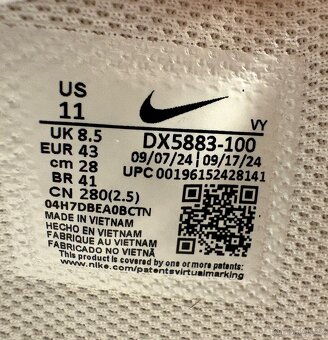 US
11
VY
UK 8.5
EUR 43
cm 28
BR 41
CN 280(2.5)
DX5883-100
09/07/24 09/17/24
UPC 00196152428141
04H7DBEA0BCTN
MADE IN VIETNAM
HECHO EN VIETNAM
FABRIQUE AU VIETNAM
FABRICADO NO VIETNÃ
This product is covered by one or more patents:
www.nike.com/patentsvirtualmarking